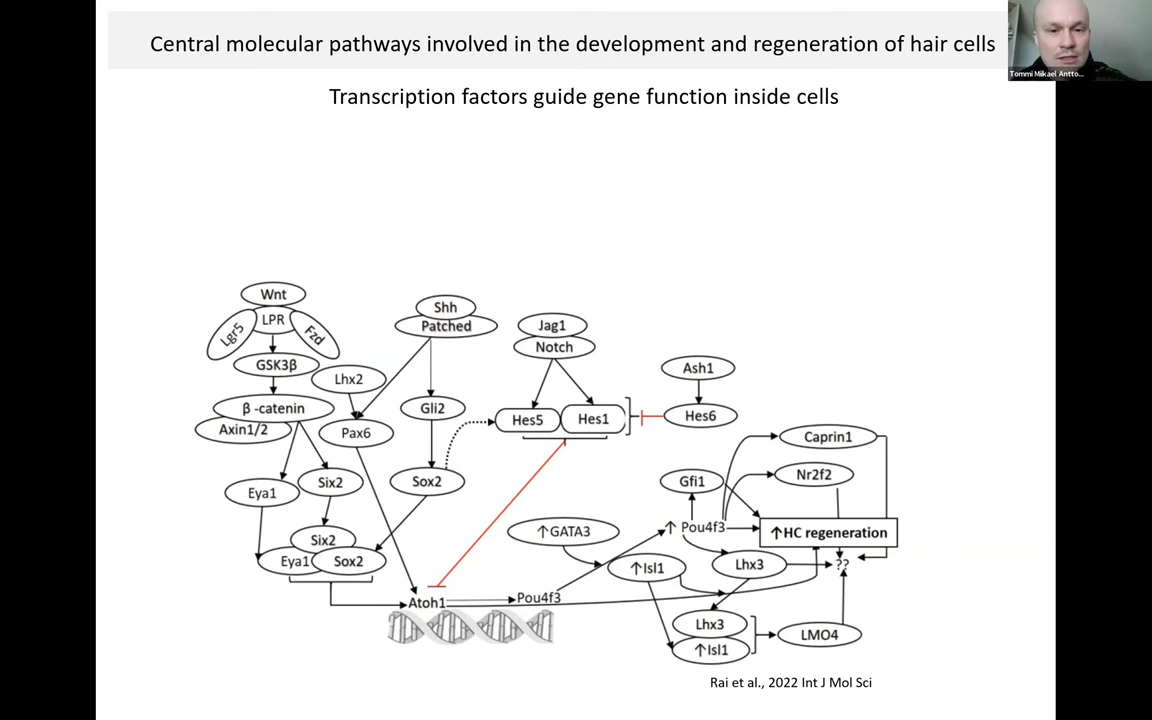 Central molecular pathways involved in the development and regeneration of hair cells
Tommi Miikael Antto...
Transcription factors guide gene function inside cells
Wnt
LPR
Lgr5
Fzd
GSK3β
β -catenin
Axin1/2
Lhx2
Pax6
Eya1
Six2
Six2
Eya1
Sox2
Shh
Patched
Gli2
Sox2
Jag1
Notch
Hes5
Hes1
Ash1
Hes6
Caprin1
Nr2f2
Gfi1
↑GATA3
↑ Pou4f3
↑HC regeneration
↑Isl1
Lhx3
??
Atoh1
Pou4f3
Lhx3
↑Isl1
LMO4
Rai et al., 2022 Int J Mol Sci